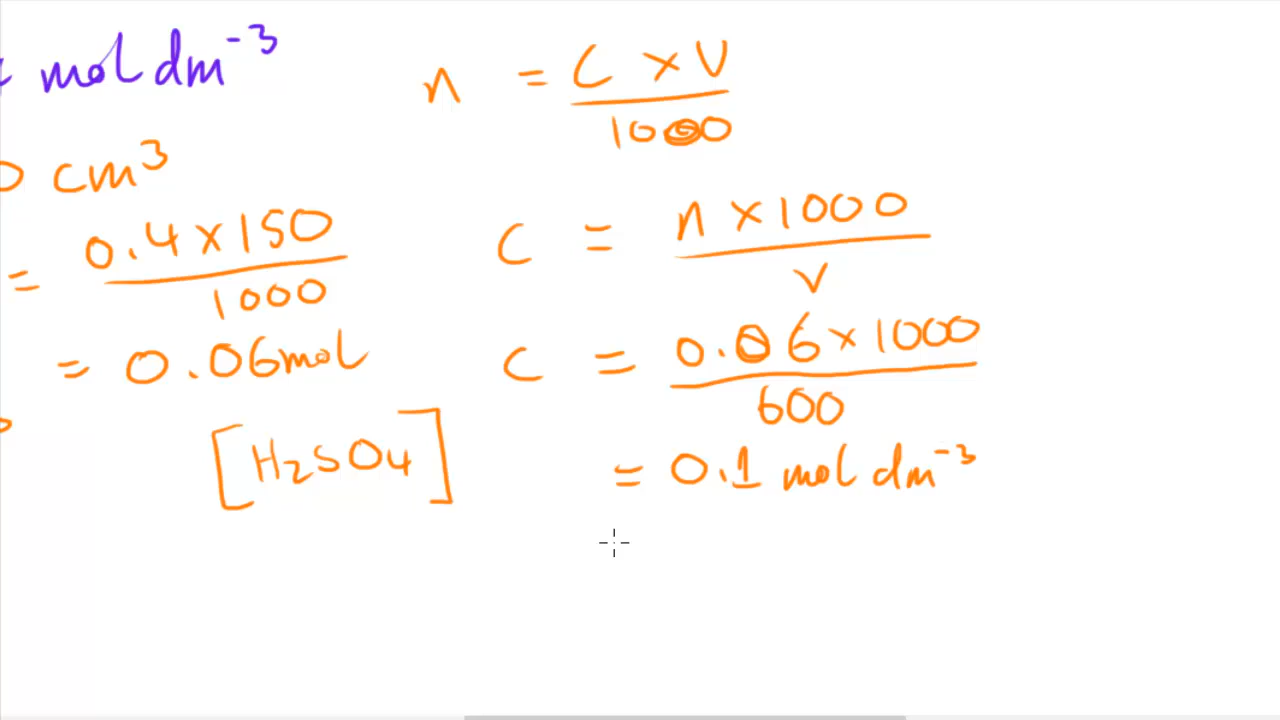 mol dm⁻³
n = C × V
1000
0 cm³
= 0.4 × 150
1000
= 0.06 mol
C = n × 1000
V
C = 0.06 × 1000
600
[H₂SO₄]
= 0.1 mol dm⁻³